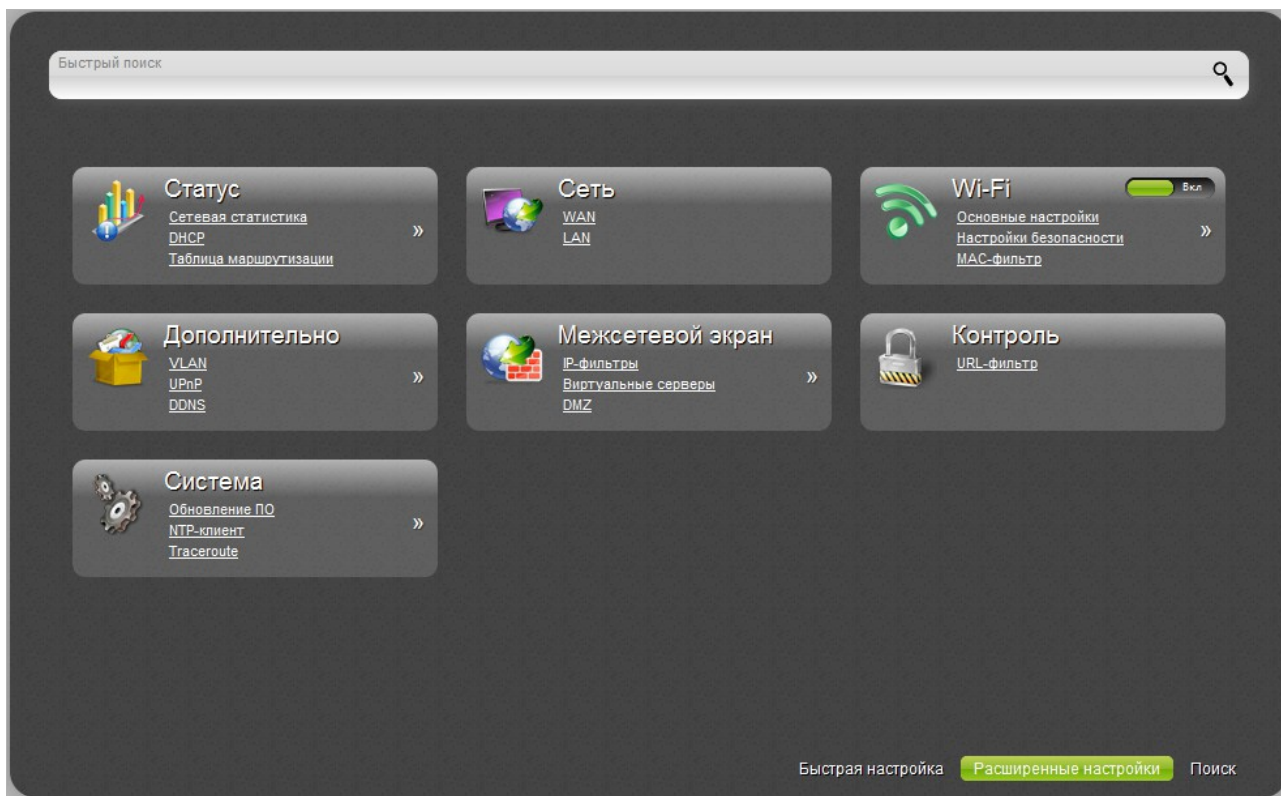 Быстрый поиск
Статус
Сетевая статистика
DHCP
Таблица маршрутизации
»
Сеть
WAN
LAN
Wi-Fi
Вкл
Основные настройки
Настройки безопасности
MAC-фильтр
»
Дополнительно
VLAN
UPnP
DDNS
»
Межсетевой экран
IP-фильтры
Виртуальные серверы
DMZ
»
Контроль
URL-фильтр
Система
Обновление ПО
NTP-клиент
Traceroute
»
Быстрая настройка Расширенные настройки Поиск